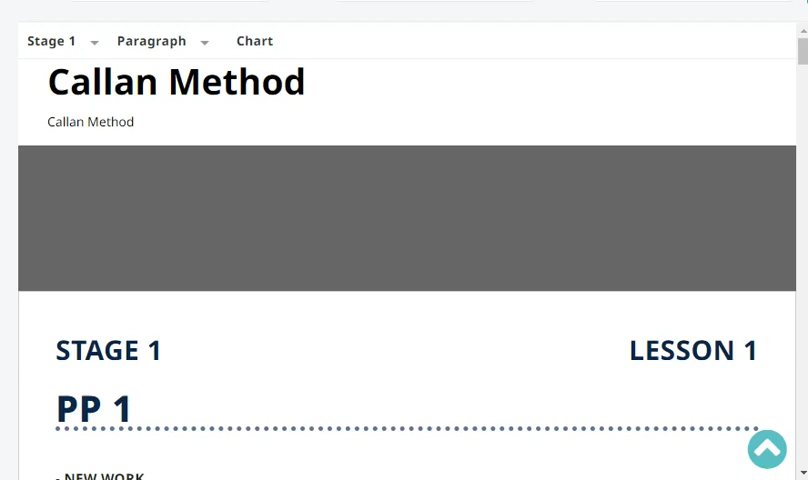 Stage 1 Paragraph Chart
Callan Method
Callan Method
STAGE 1 LESSON 1
PP 1
- NEW WORK